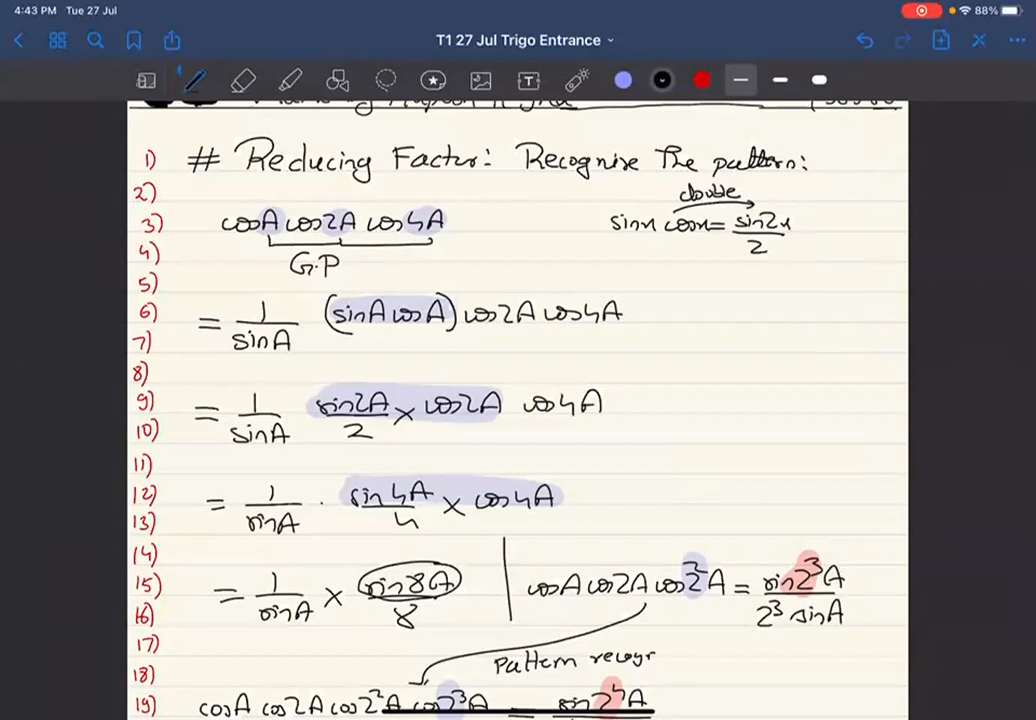 4:43 PM Tue 27 Jul
88%
T1 27 Jul Trigo Entrance
1) # Reducing Factor: Recognise The pattern:
2) double
3) cosA cos2A cos4A sinx cosx = sin2x / 2
4) G.P
5)
6) = 1/sinA (sinA cosA) cos2A cos4A
7)
8)
9) = 1/sinA sin2A/2 × cos2A cos4A
10)
11)
12) = 1/sinA · sin4A/4 × cos4A
13)
14)
15) = 1/sinA × sin8A/8 | cosA cos2A cos2²A = sin2³A / 2³ sinA
16)
17) Pattern recogr
18)
19) cosA cos2A cos2²A cos2³A = sin2⁴A